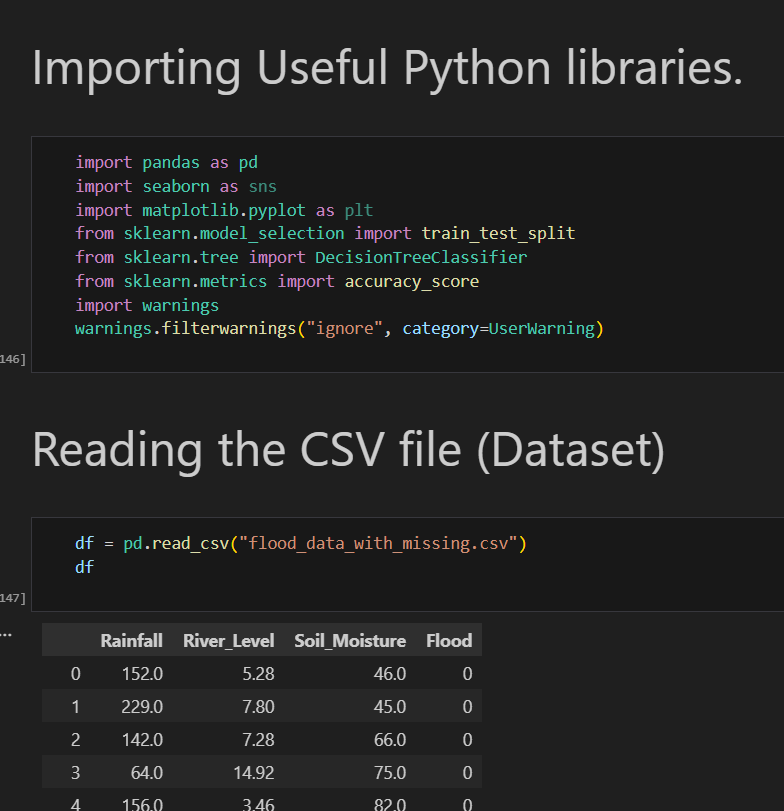 Importing Useful Python libraries.
import pandas as pd
import seaborn as sns
import matplotlib.pyplot as plt
from sklearn.model_selection import train_test_split
from sklearn.tree import DecisionTreeClassifier
from sklearn.metrics import accuracy_score
import warnings
warnings.filterwarnings("ignore", category=UserWarning)
146]
Reading the CSV file (Dataset)
df = pd.read_csv("flood_data_with_missing.csv")
df
147]
...
Rainfall River_Level Soil_Moisture Flood
0 152.0 5.28 46.0 0
1 229.0 7.80 45.0 0
2 142.0 7.28 66.0 0
3 64.0 14.92 75.0 0
4 156.0 3.46 82.0 0